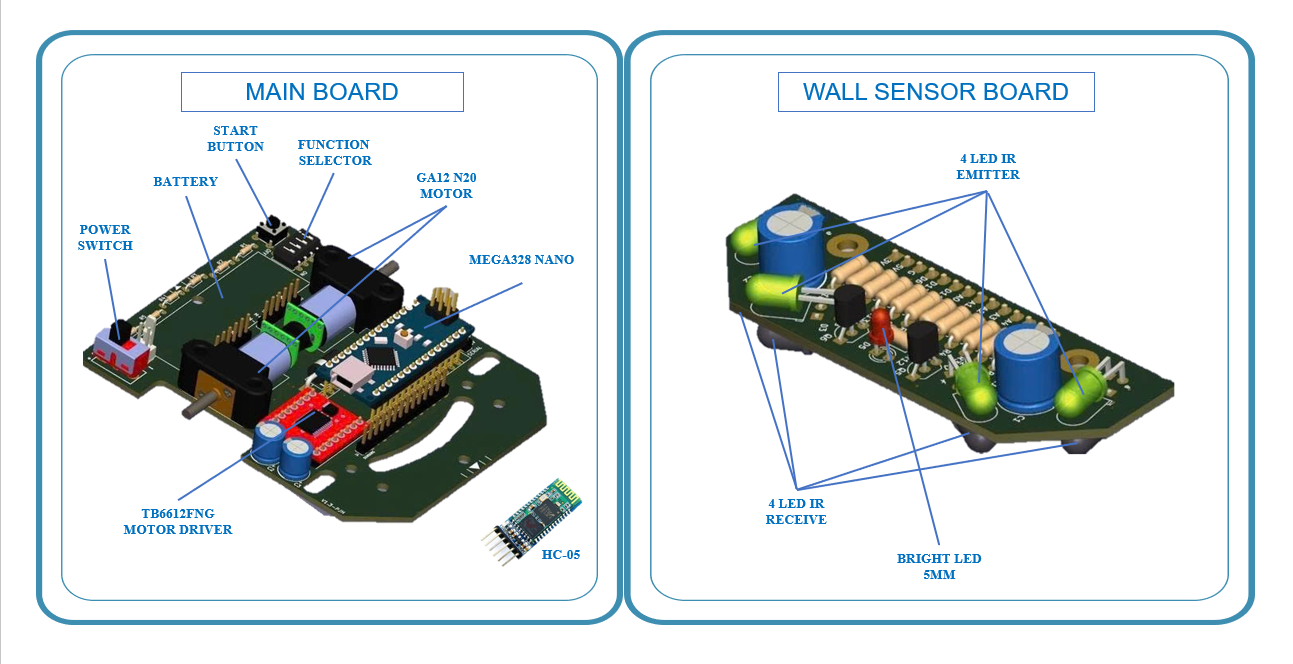 MAIN BOARD
START
BUTTON
FUNCTION
SELECTOR
BATTERY
GA12 N20
MOTOR
POWER
SWITCH
MEGA328 NANO
TB6612FNG
MOTOR DRIVER
HC-05
WALL SENSOR BOARD
4 LED IR
EMITTER
4 LED IR
RECEIVE
BRIGHT LED
5MM